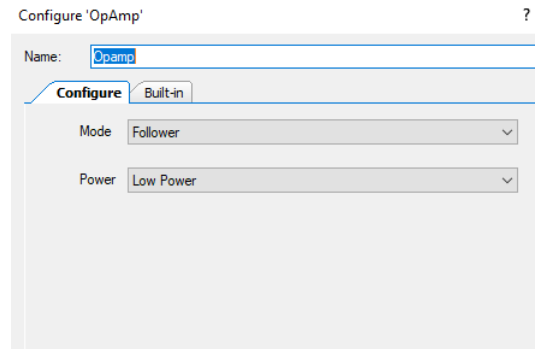 Configure 'OpAmp' ?
Name: Opamp
Configure Built-in
Mode Follower
Power Low Power